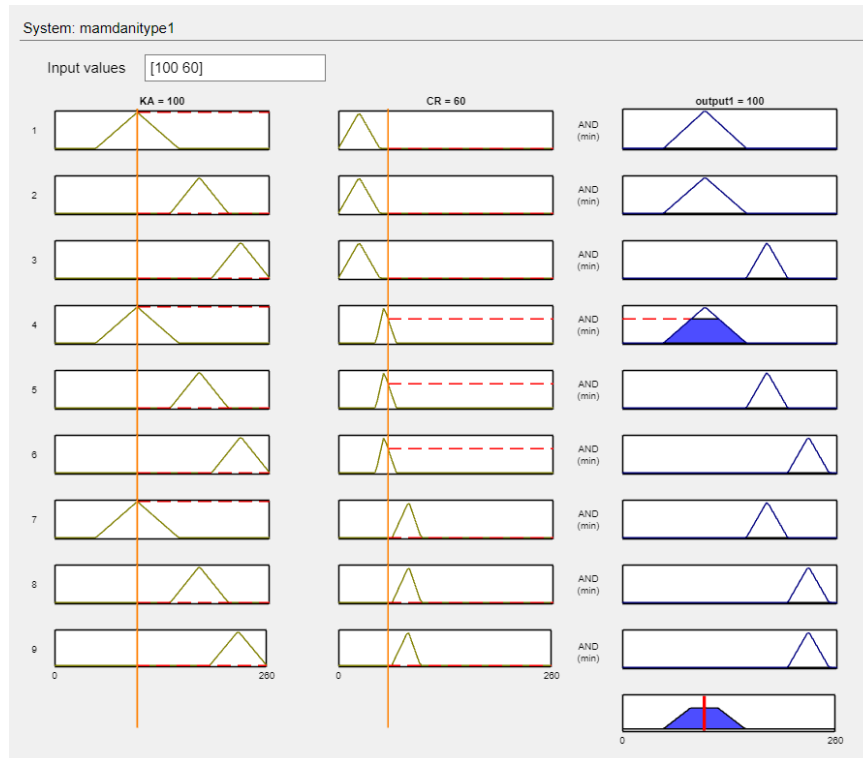 System: mamdanitype1
Input values [100 60]
KA = 100 CR = 60 output1 = 100
1 AND
(min)
2 AND
(min)
3 AND
(min)
4 AND
(min)
5 AND
(min)
6 AND
(min)
7 AND
(min)
8 AND
(min)
9 AND
(min)
0 260 0 260
0 260